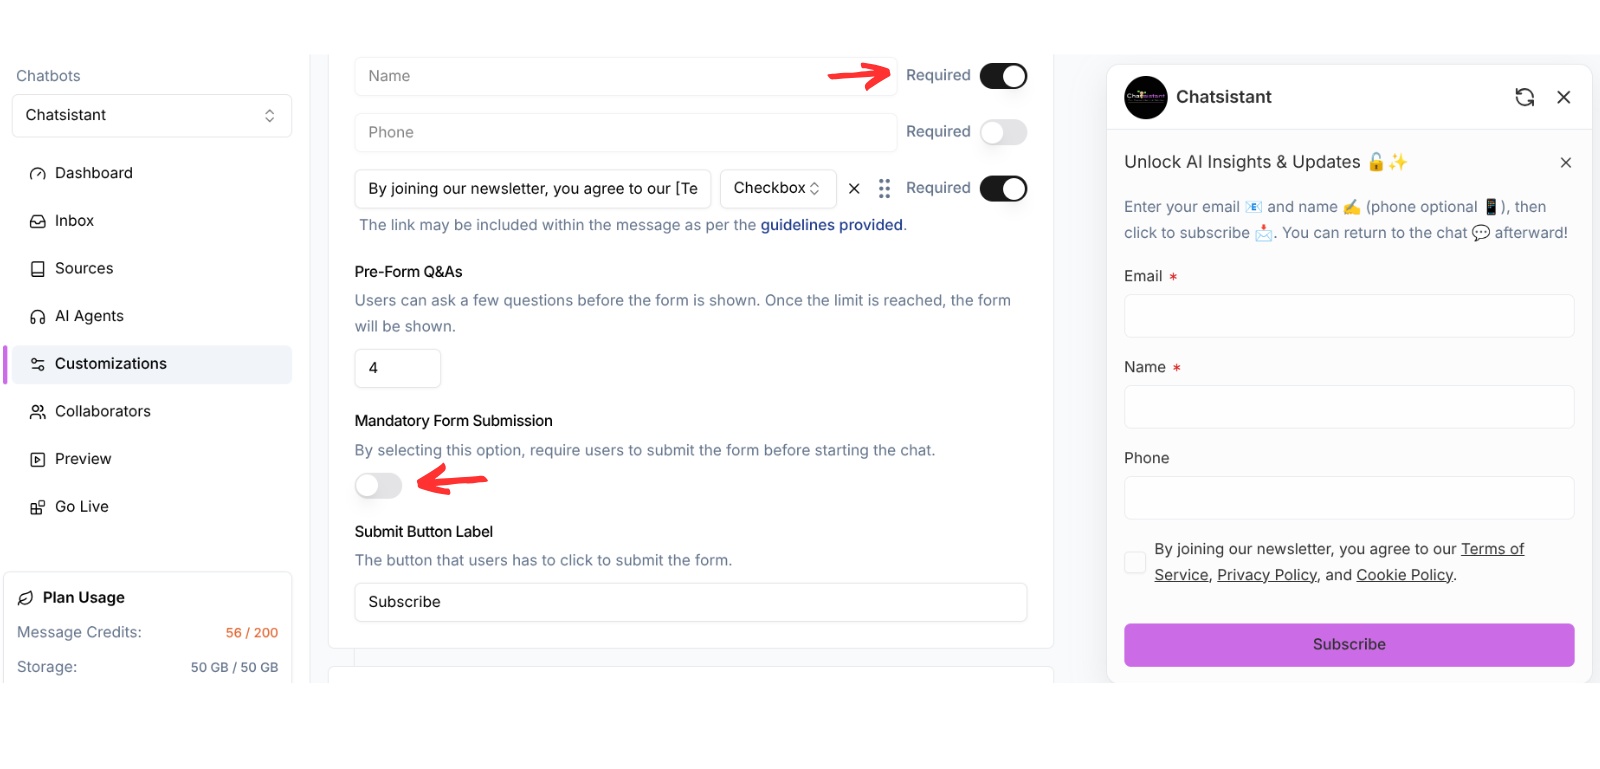 Chatbots
Chatsistant
Dashboard
Inbox
Sources
AI Agents
Customizations
Collaborators
Preview
Go Live
Plan Usage
Message Credits: 56 / 200
Storage: 50 GB / 50 GB
Name Required
Phone Required
By joining our newsletter, you agree to our [Te Checkbox Required
The link may be included within the message as per the guidelines provided.
Pre-Form Q&As
Users can ask a few questions before the form is shown. Once the limit is reached, the form
will be shown.
4
Mandatory Form Submission
By selecting this option, require users to submit the form before starting the chat.
Submit Button Label
The button that users has to click to submit the form.
Subscribe
Chatsistant
Chatsistant
Unlock AI Insights & Updates 🔓✨
Enter your email 📧 and name ✍️ (phone optional 📱), then
click to subscribe 📩. You can return to the chat 💬 afterward!
Email *
Name *
Phone
By joining our newsletter, you agree to our Terms of
Service, Privacy Policy, and Cookie Policy.
Subscribe